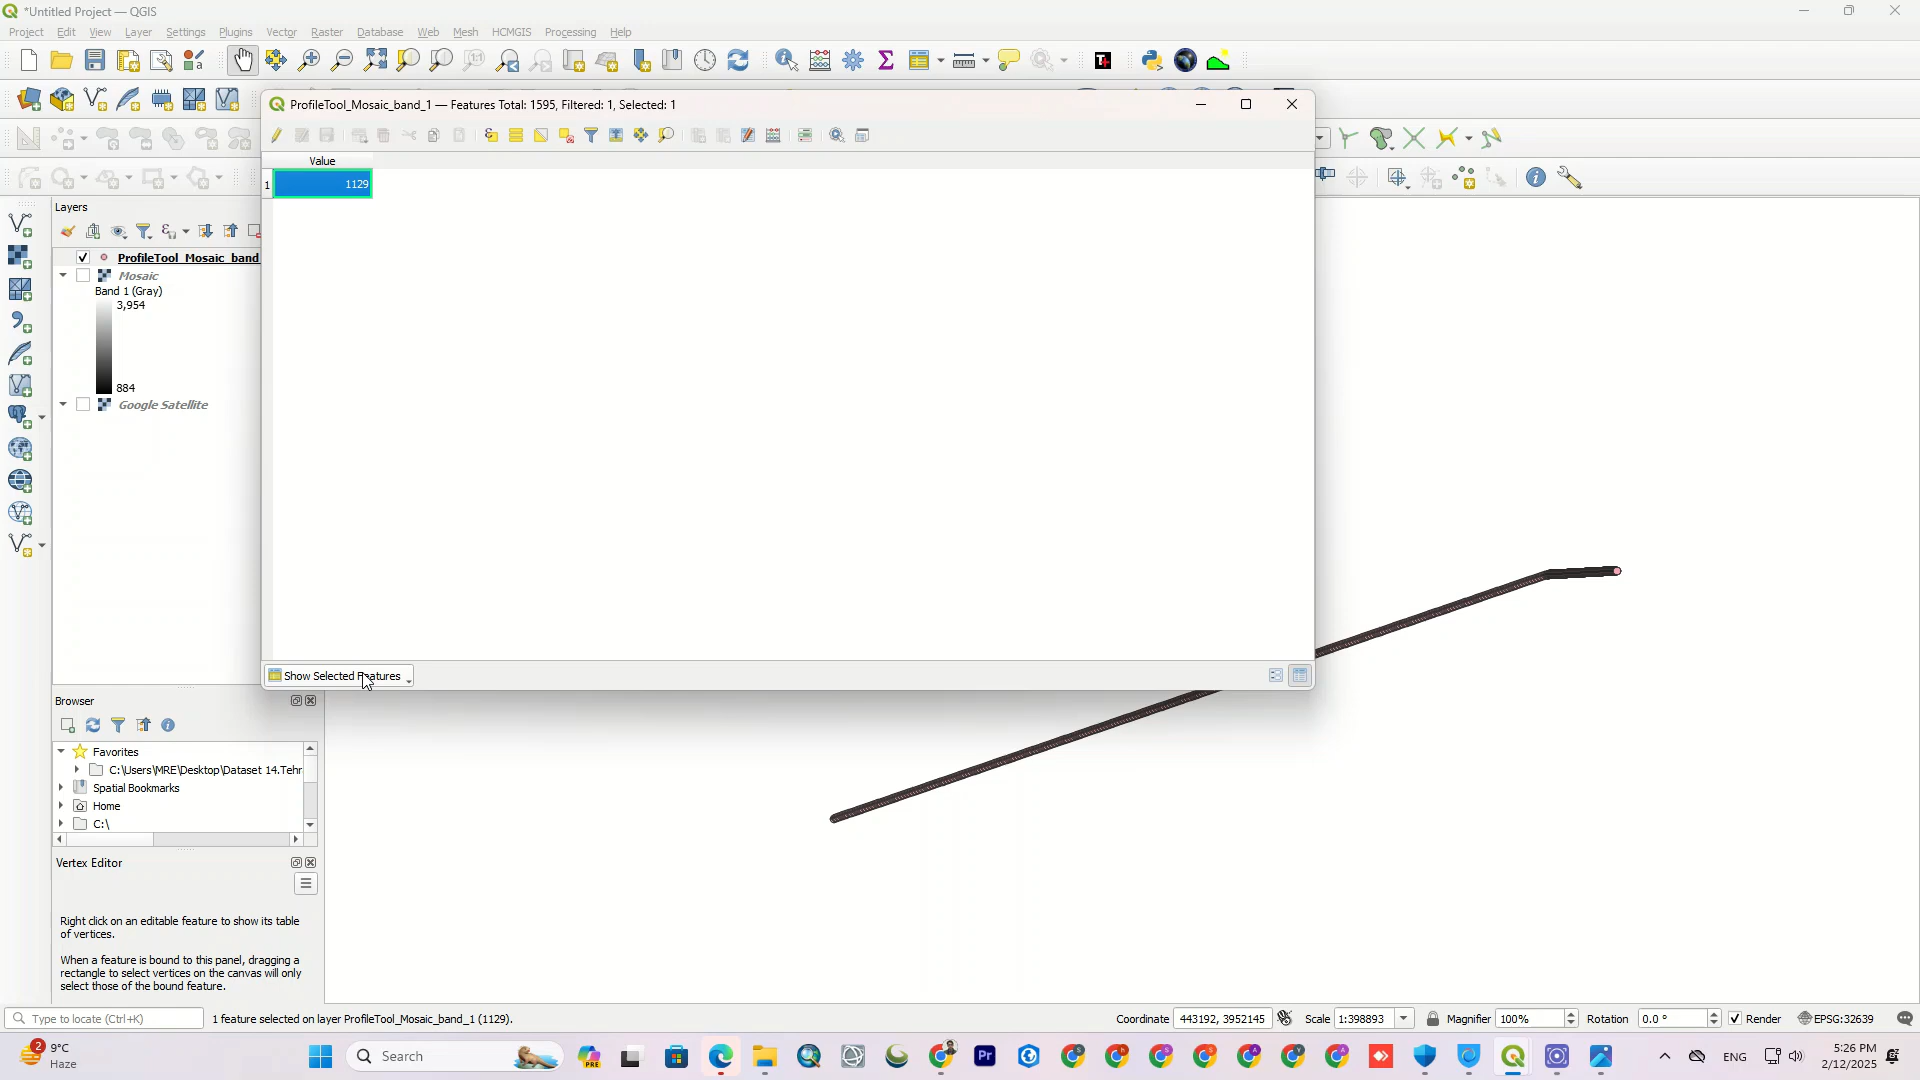 *Untitled Project — QGIS
Project Edit View Layer Settings Plugins Vector Raster Database Web Mesh HCMGIS Processing Help
ProfileTool_Mosaic_band_1 — Features Total: 1595, Filtered: 1, Selected: 1
Value
1 1129
Layers
ProfileTool_Mosaic_band
Mosaic
Band 1 (Gray)
3,954
884
Google Satellite
Show Selected Features
Browser
Favorites
C:\Users\MRE\Desktop\Dataset 14.Tehr
Spatial Bookmarks
Home
C:\
Vertex Editor
Right click on an editable feature to show its table
of vertices.
When a feature is bound to this panel, dragging a
rectangle to select vertices on the canvas will only
select those of the bound feature.
Type to locate (Ctrl+K) 1 feature selected on layer ProfileTool_Mosaic_band_1 (1129). Coordinate 443192, 3952145 Scale 1:398893 Magnifier 100% Rotation 0.0 ° Render EPSG:32639
2 9°C Haze Search PRE Pr ENG 5:26 PM
2/12/2025